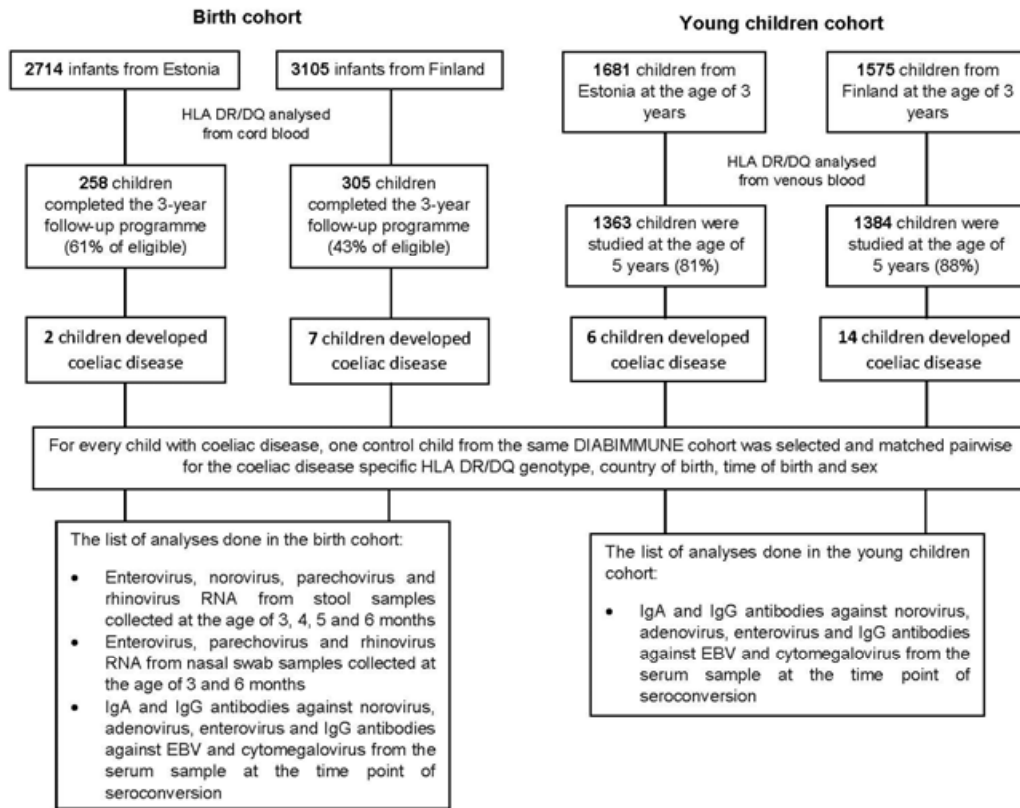 Birth cohort
Young children cohort
2714 infants from Estonia
3105 infants from Finland
1681 children from
Estonia at the age of 3
years
1575 children from
Finland at the age of 3
years
HLA DR/DQ analysed
from cord blood
HLA DR/DQ analysed
from venous blood
258 children
completed the 3-year
follow-up programme
(61% of eligible)
305 children
completed the 3-year
follow-up programme
(43% of eligible)
1363 children were
studied at the age of
5 years (81%)
1384 children were
studied at the age of
5 years (88%)
2 children developed
coeliac disease
7 children developed
coeliac disease
6 children developed
coeliac disease
14 children developed
coeliac disease
For every child with coeliac disease, one control child from the same DIABIMMUNE cohort was selected and matched pairwise
for the coeliac disease specific HLA DR/DQ genotype, country of birth, time of birth and sex
The list of analyses done in the birth cohort:
• Enterovirus, norovirus, parechovirus and
rhinovirus RNA from stool samples
collected at the age of 3, 4, 5 and 6 months
• Enterovirus, parechovirus and rhinovirus
RNA from nasal swab samples collected at
the age of 3 and 6 months
• IgA and IgG antibodies against norovirus,
adenovirus, enterovirus and IgG antibodies
against EBV and cytomegalovirus from the
serum sample at the time point of
seroconversion
The list of analyses done in the young children
cohort:
• IgA and IgG antibodies against norovirus,
adenovirus, enterovirus and IgG antibodies
against EBV and cytomegalovirus from the
serum sample at the time point of
seroconversion